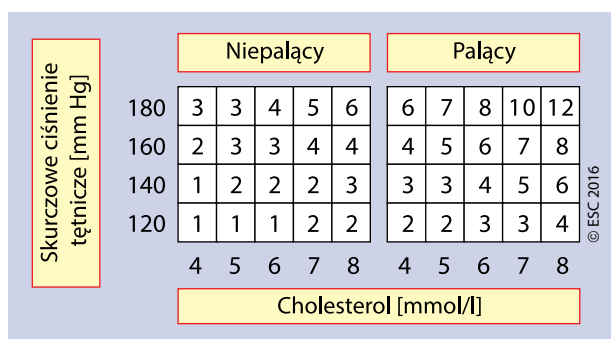 Niepalący Palący
Skurczowe ciśnienie
tętnicze [mm Hg]
180 3 3 4 5 6 6 7 8 10 12
160 2 3 3 4 4 4 5 6 7 8
140 1 2 2 2 3 3 3 4 5 6
120 1 1 1 2 2 2 2 3 3 4
4 5 6 7 8 4 5 6 7 8
Cholesterol [mmol/l]
© ESC 2016